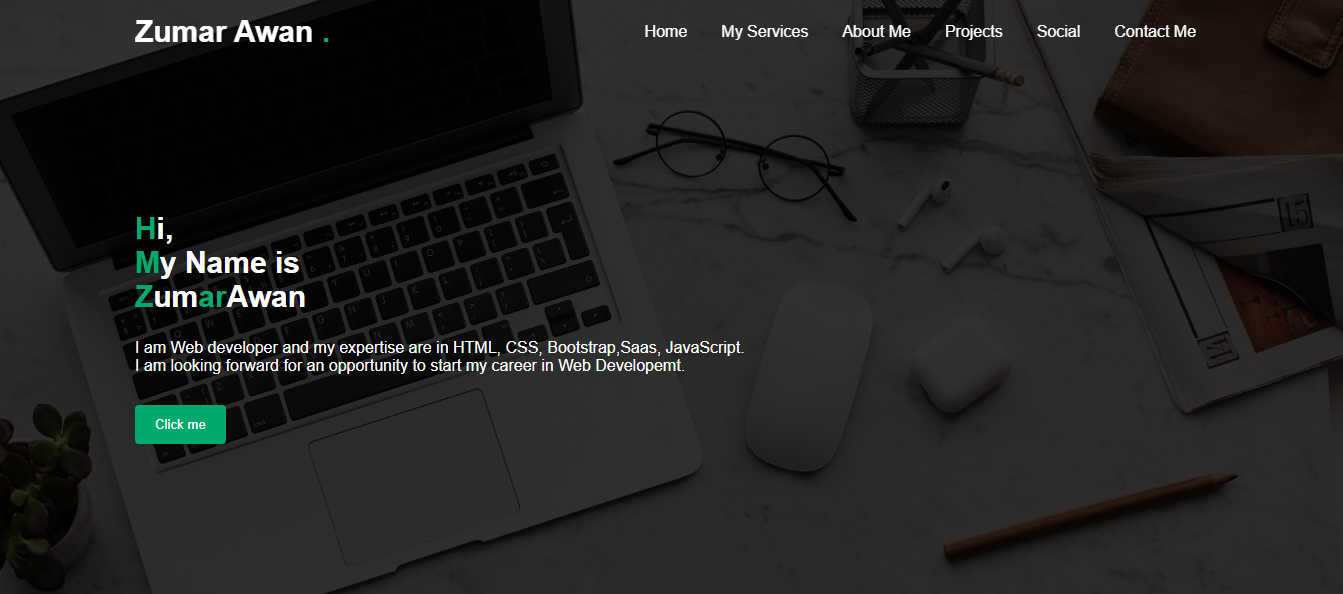 Zumar Awan .
Home My Services About Me Projects Social Contact Me
Hi,
My Name is
ZumarAwan
I am Web developer and my expertise are in HTML, CSS, Bootstrap,Saas, JavaScript.
I am looking forward for an opportunity to start my career in Web Developemt.
Click me